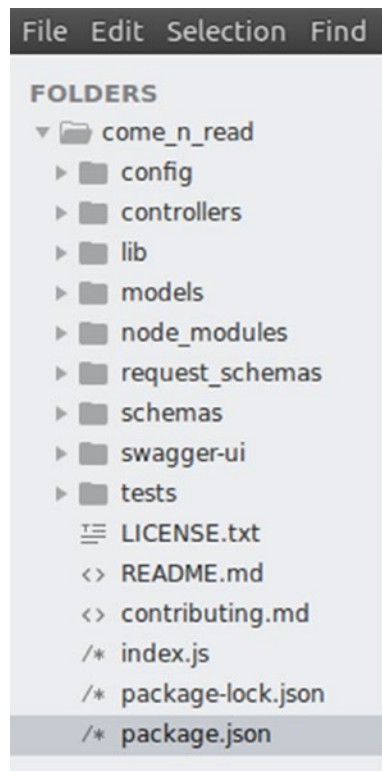 File Edit Selection Find
FOLDERS
come_n_read
config
controllers
lib
models
node_modules
request_schemas
schemas
swagger-ui
tests
LICENSE.txt
<> README.md
<> contributing.md
/* index.js
/* package-lock.json
/* package.json